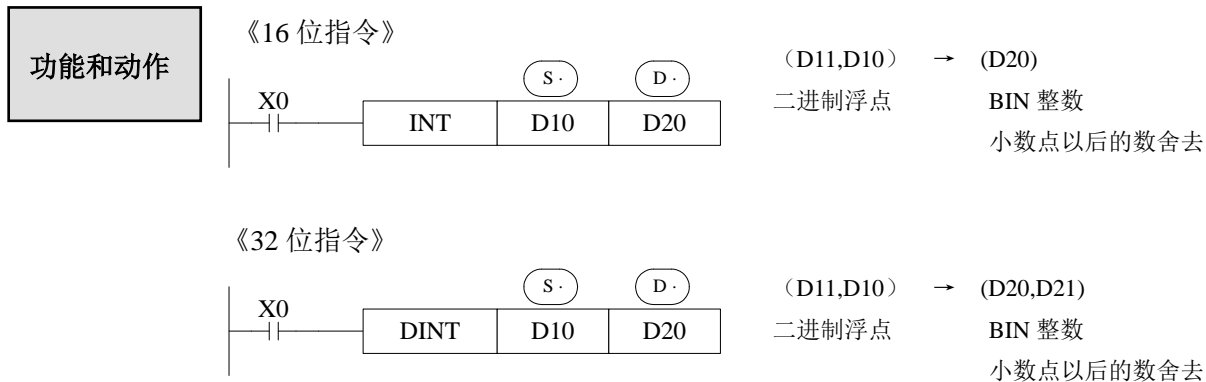 功能和动作
《16 位指令》
S · D ·
X0
INT D10 D20
（D11,D10） → (D20)
二进制浮点 BIN 整数
小数点以后的数舍去
《32 位指令》
S · D ·
X0
DINT D10 D20
（D11,D10） → (D20,D21)
二进制浮点 BIN 整数
小数点以后的数舍去